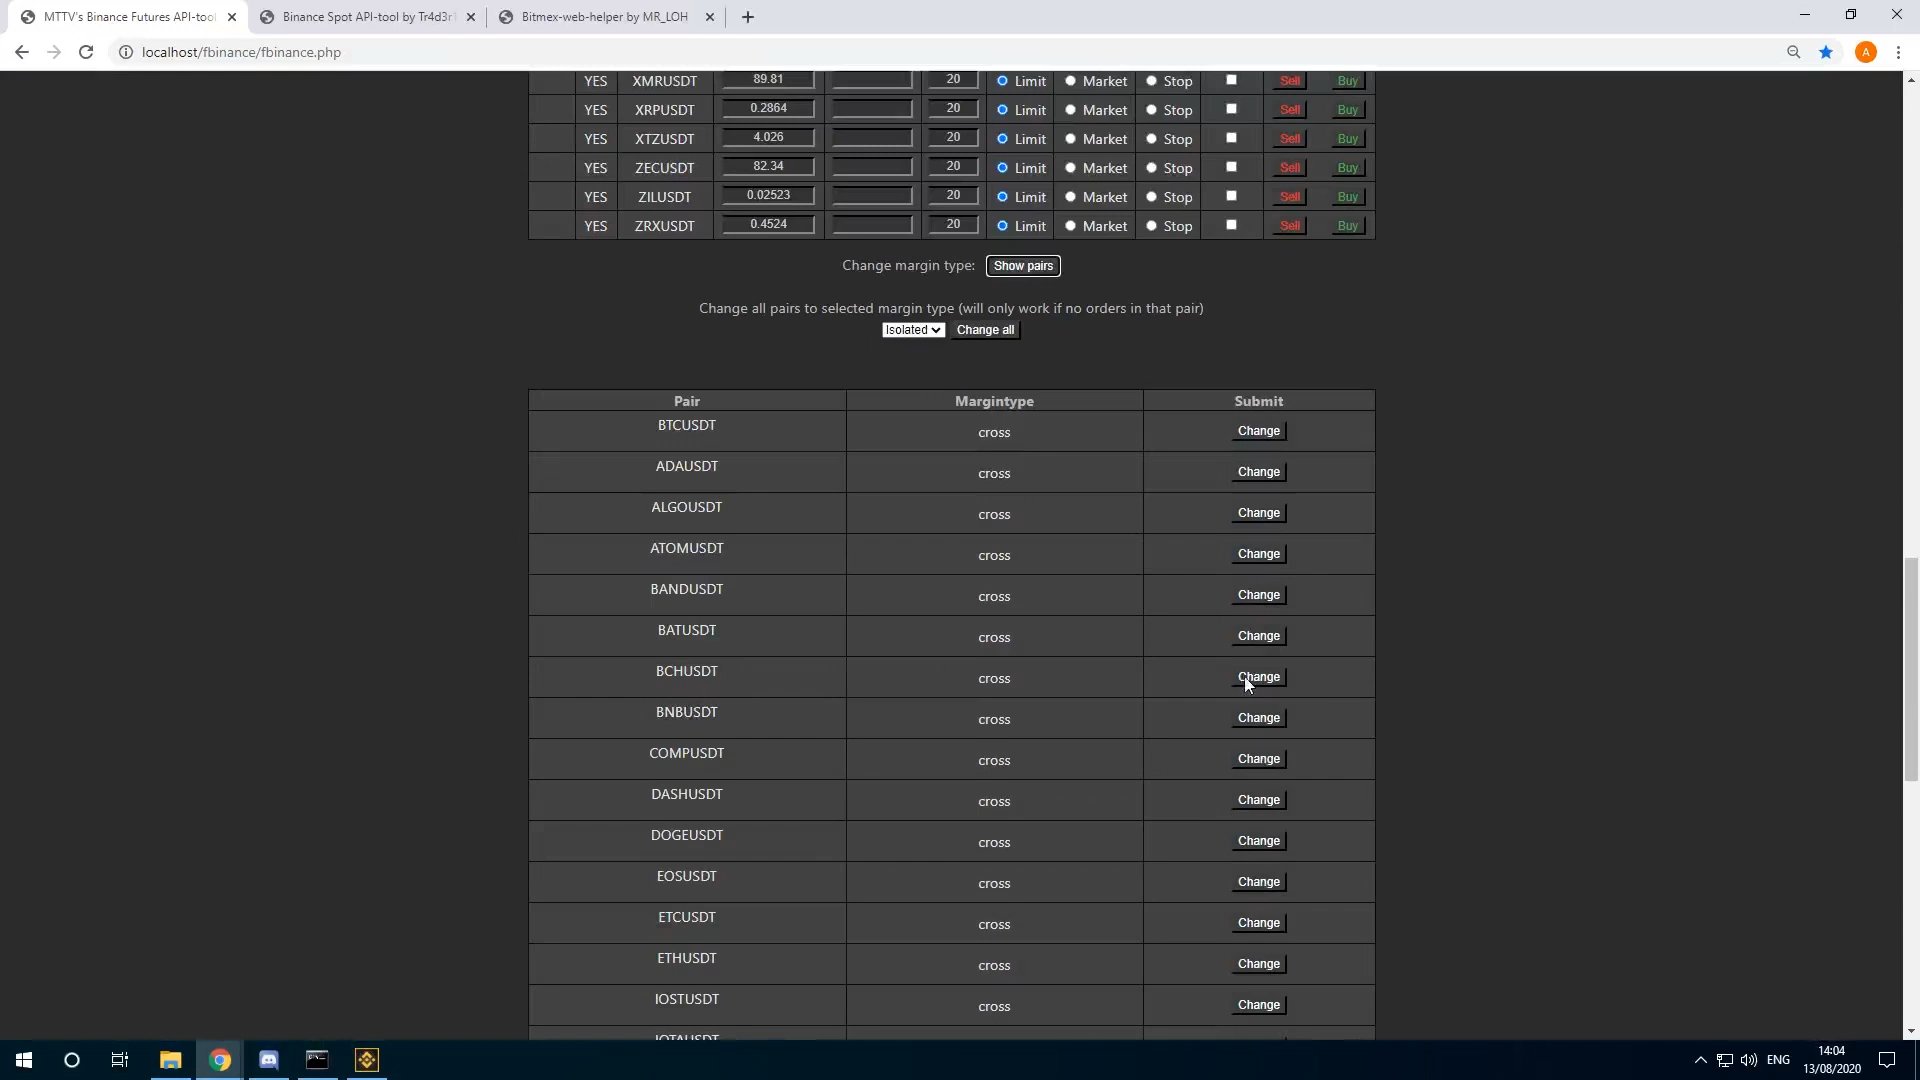 MTTV's Binance Futures API-tool
Binance Spot API-tool by Tr4d3r
Bitmex-web-helper by MR_LOH
localhost/fbinance/fbinance.php
A
YES XMRUSDT 89.81 20 Limit Market Stop Sell Buy
YES XRPUSDT 0.2864 20 Limit Market Stop Sell Buy
YES XTZUSDT 4.026 20 Limit Market Stop Sell Buy
YES ZECUSDT 82.34 20 Limit Market Stop Sell Buy
YES ZILUSDT 0.02523 20 Limit Market Stop Sell Buy
YES ZRXUSDT 0.4524 20 Limit Market Stop Sell Buy
Change margin type: Show pairs
Change all pairs to selected margin type (will only work if no orders in that pair)
Isolated Change all
Pair Margintype Submit
BTCUSDT cross Change
ADAUSDT cross Change
ALGOUSDT cross Change
ATOMUSDT cross Change
BANDUSDT cross Change
BATUSDT cross Change
BCHUSDT cross Change
BNBUSDT cross Change
COMPUSDT cross Change
DASHUSDT cross Change
DOGEUSDT cross Change
EOSUSDT cross Change
ETCUSDT cross Change
ETHUSDT cross Change
IOSTUSDT cross Change
IOTAUSDT
ENG
14:04
13/08/2020